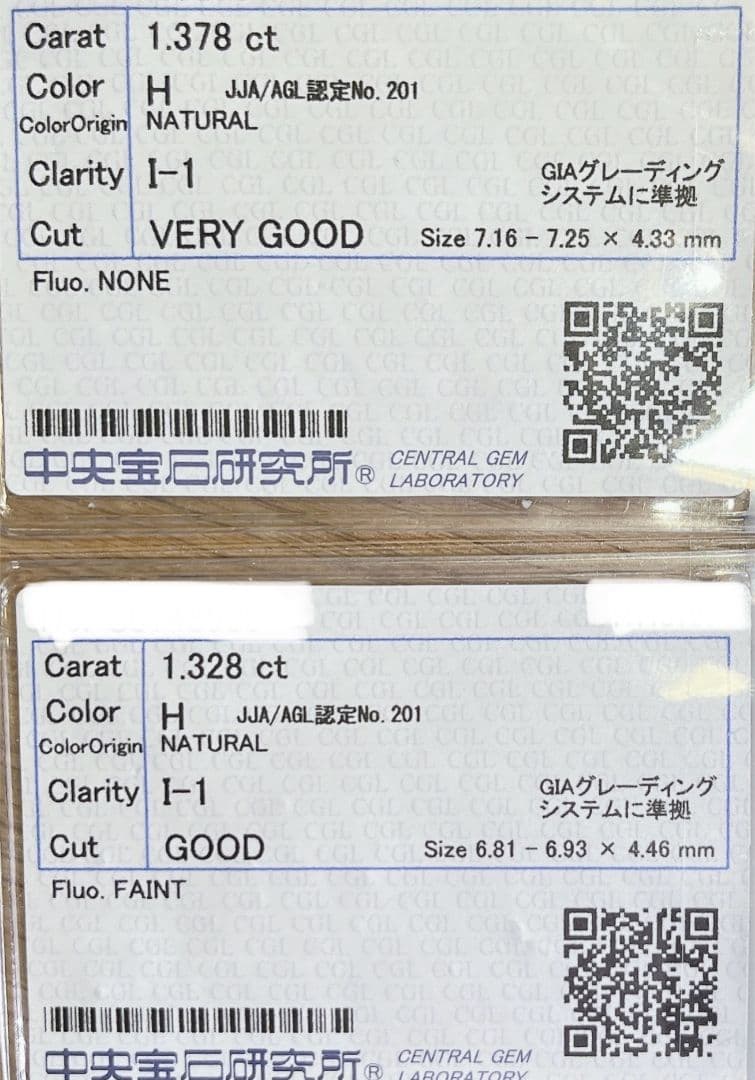 Carat 1.378 ct
Color H JJA/AGL認定No. 201
ColorOrigin NATURAL
Clarity I-1 GIAグレーディング
システムに準拠
Cut VERY GOOD Size 7.16 - 7.25 × 4.33 mm
Fluo. NONE
中央宝石研究所® CENTRAL GEM
LABORATORY
Carat 1.328 ct
Color H JJA/AGL認定No. 201
ColorOrigin NATURAL
Clarity I-1 GIAグレーディング
システムに準拠
Cut GOOD Size 6.81 - 6.93 × 4.46 mm
Fluo. FAINT
中央宝石研究所® CENTRAL GEM
LABORATORY